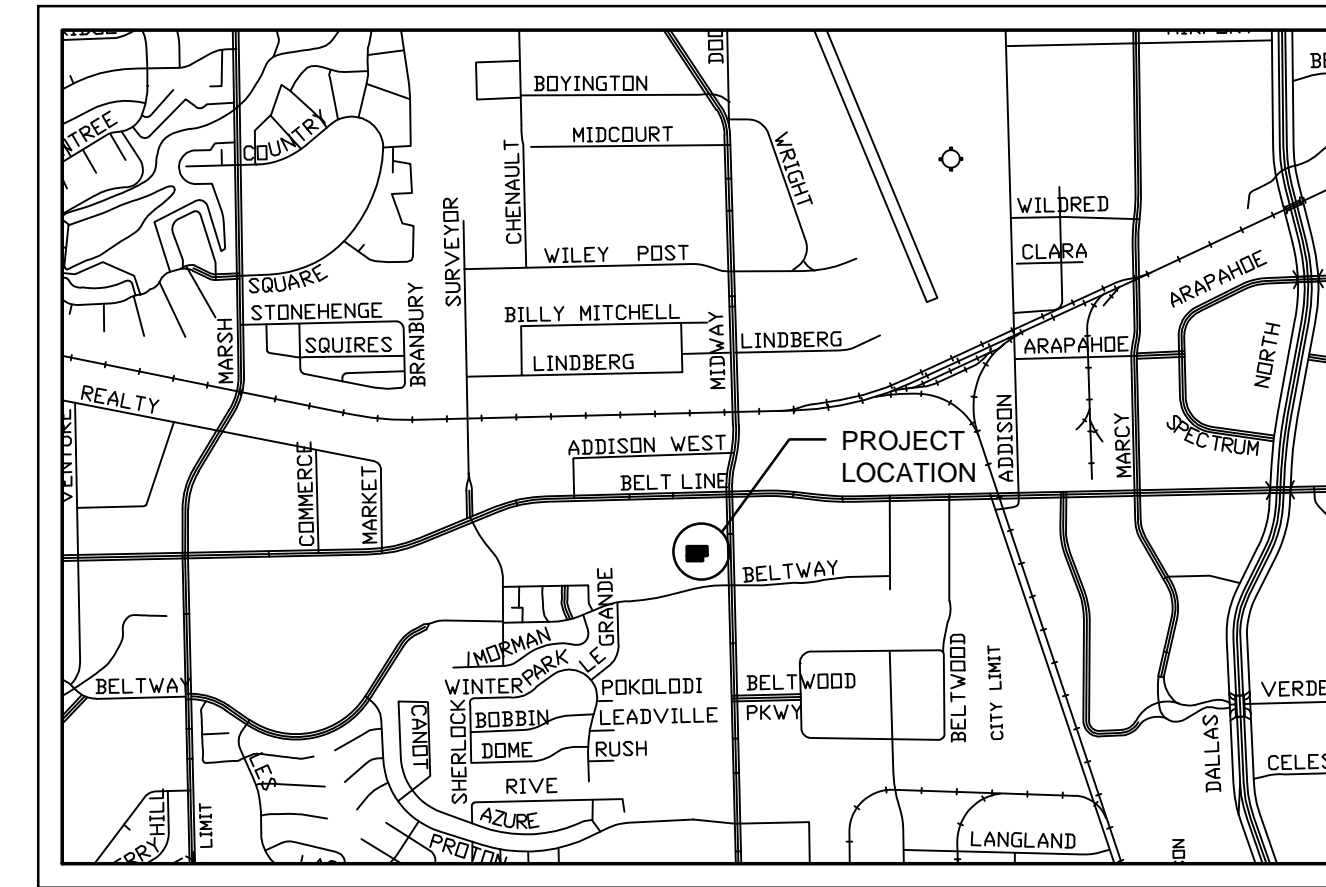 BOYINGTON
MIDCOURT
WRIGHT
COUNTRY
CHENAULT
SURVEYOR
WILDRED
CLARA
WILEY POST
SQUARE
STONEHENGE
SQUIRES
BRANBURY
MARSH
BILLY MITCHELL
LINDBERG
MIDWAY
LINDBERG
ARAPAHOE
ARAPAHOE
NORTH
SPECTRUM
REALTY
VENTURE
COMMERCE
MARKET
ADDISON WEST
BELT LINE
PROJECT
LOCATION
ADDISON
MARCY
BELTWAY
LE GRANDE
MORMAN
WINTER PARK
POKOLODI
BELTWOOD
PKWY
BELTWOOD
CITY LIMIT
BELTWAY
CANOT
SHERLOCK
BOBBIN
LEADVILLE
DOME
RUSH
RIVE
AZURE
PROTON
LES
LIMIT
LANGLAND
DALLAS
VERDE